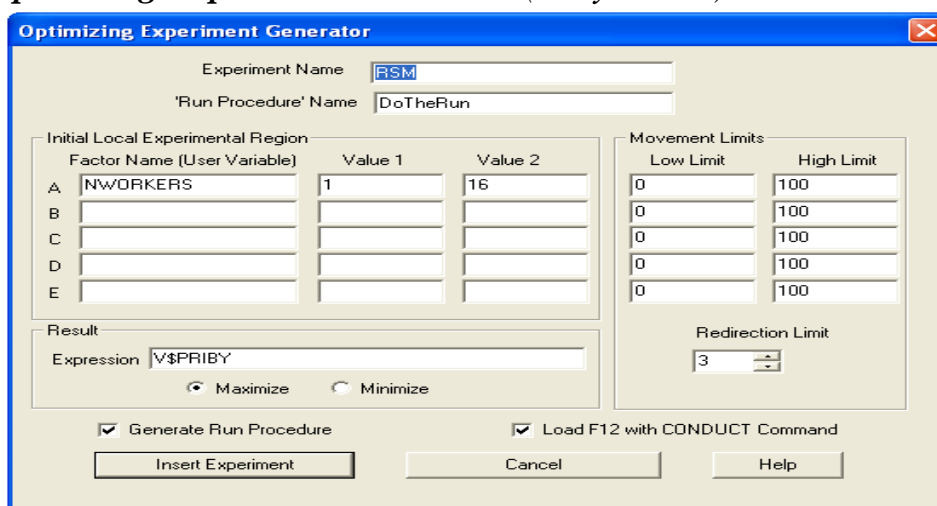 Optimizing Experiment Generator
Experiment Name RSM
'Run Procedure' Name DoTheRun
Initial Local Experimental Region
Factor Name (User Variable) Value 1 Value 2
A NWORKERS 1 16
B
C
D
E
Movement Limits
Low Limit High Limit
0 100
0 100
0 100
0 100
0 100
Result
Expression V$PRIBY
Maximize Minimize
Redirection Limit
3
Generate Run Procedure Load F12 with CONDUCT Command
Insert Experiment Cancel Help